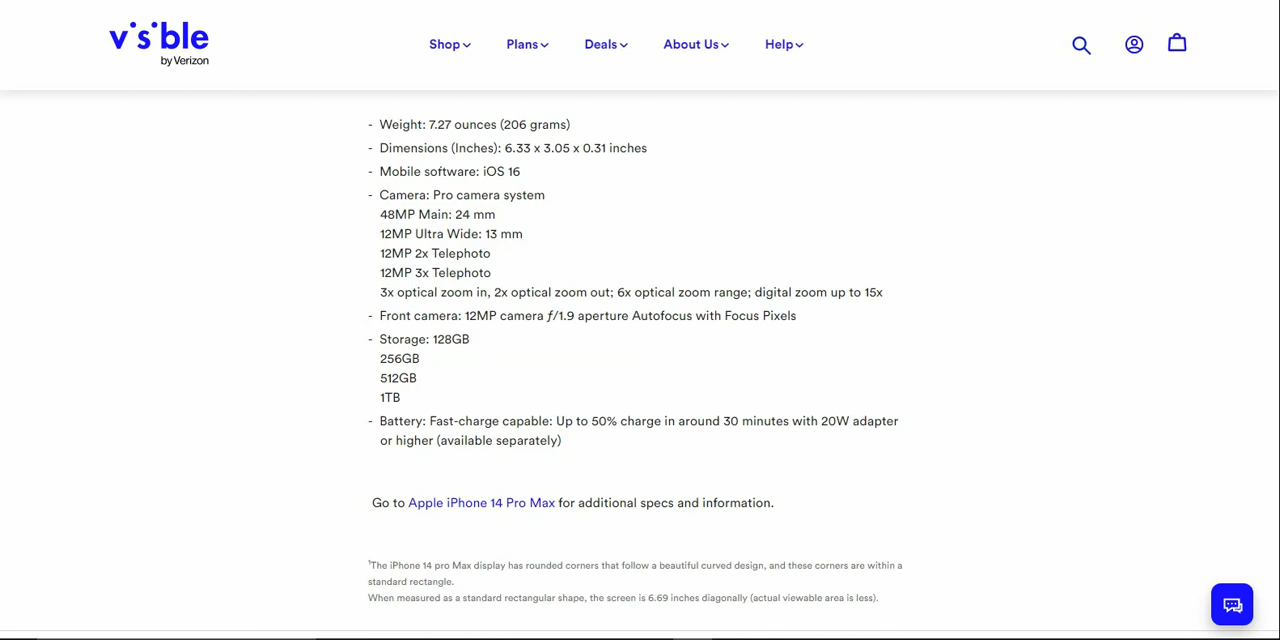 visible
by Verizon
Shop Plans Deals About Us Help
- Weight: 7.27 ounces (206 grams)
- Dimensions (Inches): 6.33 x 3.05 x 0.31 inches
- Mobile software: iOS 16
- Camera: Pro camera system
48MP Main: 24 mm
12MP Ultra Wide: 13 mm
12MP 2x Telephoto
12MP 3x Telephoto
3x optical zoom in, 2x optical zoom out; 6x optical zoom range; digital zoom up to 15x
- Front camera: 12MP camera ƒ/1.9 aperture Autofocus with Focus Pixels
- Storage: 128GB
256GB
512GB
1TB
- Battery: Fast-charge capable: Up to 50% charge in around 30 minutes with 20W adapter
or higher (available separately)
Go to Apple iPhone 14 Pro Max for additional specs and information.
¹The iPhone 14 pro Max display has rounded corners that follow a beautiful curved design, and these corners are within a
standard rectangle.
When measured as a standard rectangular shape, the screen is 6.69 inches diagonally (actual viewable area is less).